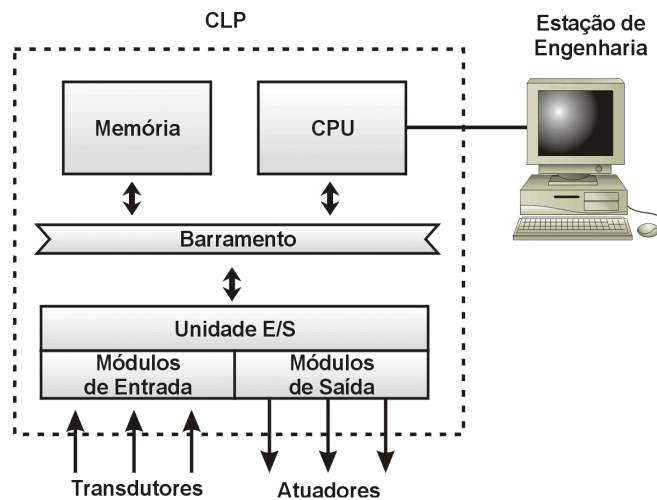 CLP
Estação de
Engenharia
Memória
CPU
Barramento
Unidade E/S
Módulos
de Entrada
Módulos
de Saída
Transdutores
Atuadores